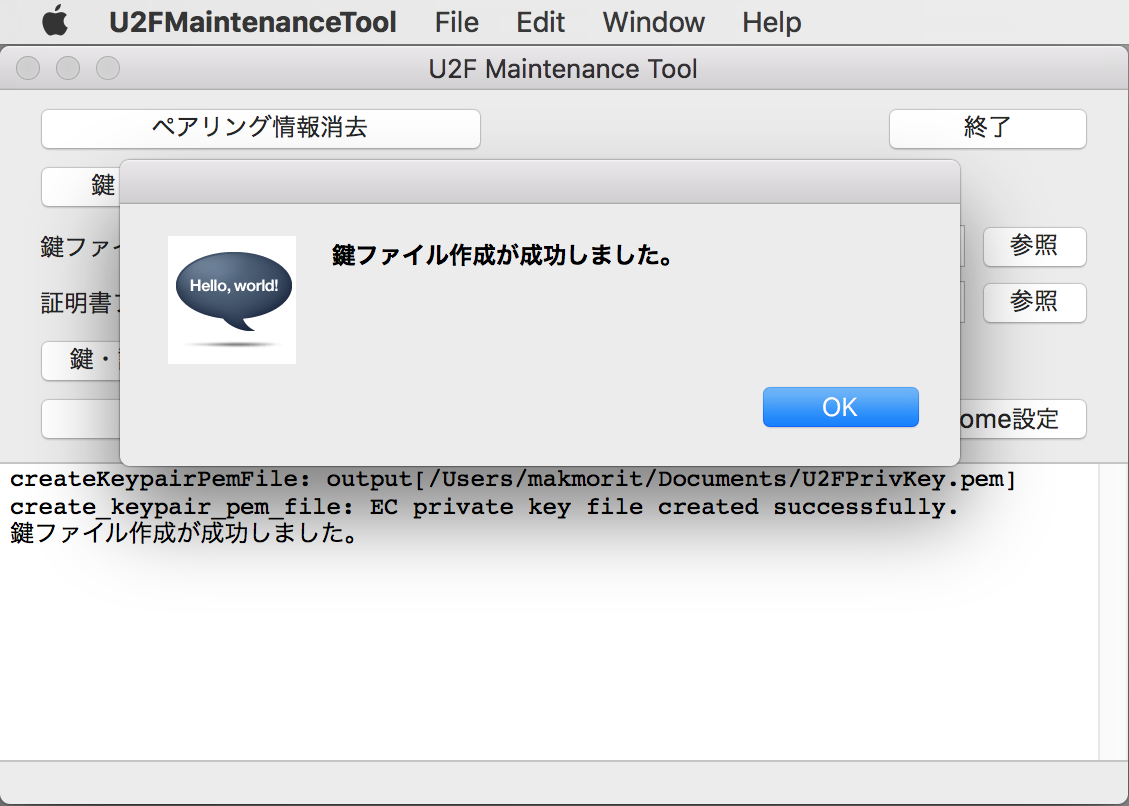 U2FMaintenanceTool File Edit Window Help
U2F Maintenance Tool
ペアリング情報消去 終了
鍵
鍵ファイ 参照
証明書 参照
鍵・
ome設定
鍵ファイル作成が成功しました。
Hello, world!
OK
createKeypairPemFile: output[/Users/makmorit/Documents/U2FPrivKey.pem]
create_keypair_pem_file: EC private key file created successfully.
鍵ファイル作成が成功しました。